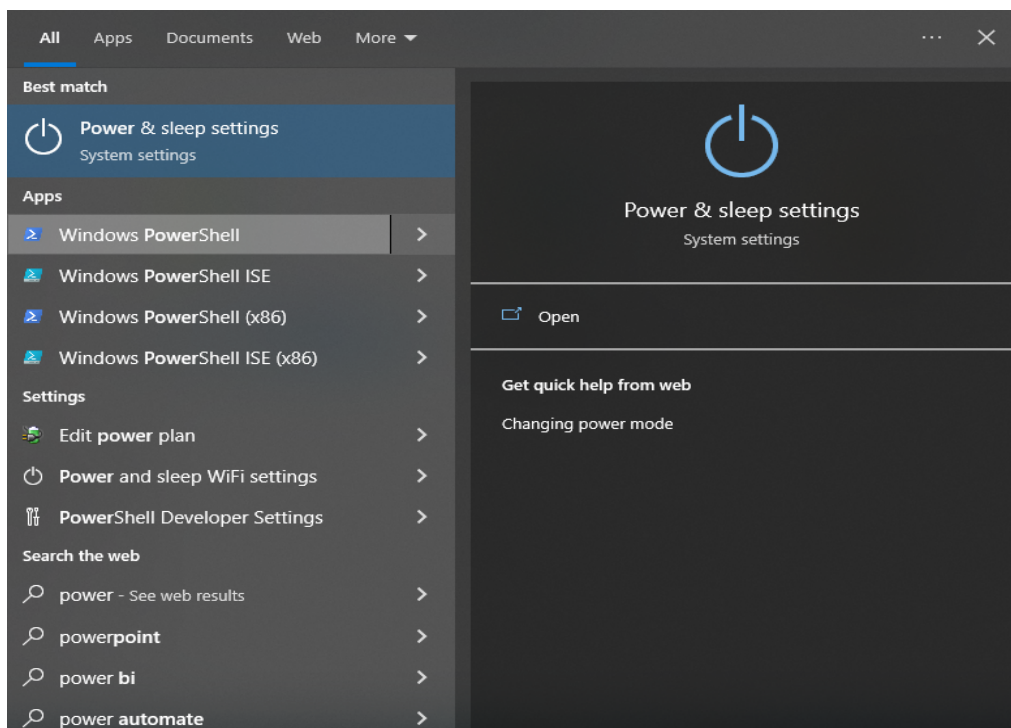 All Apps Documents Web More
Best match
Power & sleep settings
System settings
Apps
Windows PowerShell
Windows PowerShell ISE
Windows PowerShell (x86)
Windows PowerShell ISE (x86)
Settings
Edit power plan
Power and sleep WiFi settings
PowerShell Developer Settings
Search the web
power - See web results
powerpoint
power bi
power automate
Power & sleep settings
System settings
Open
Get quick help from web
Changing power mode